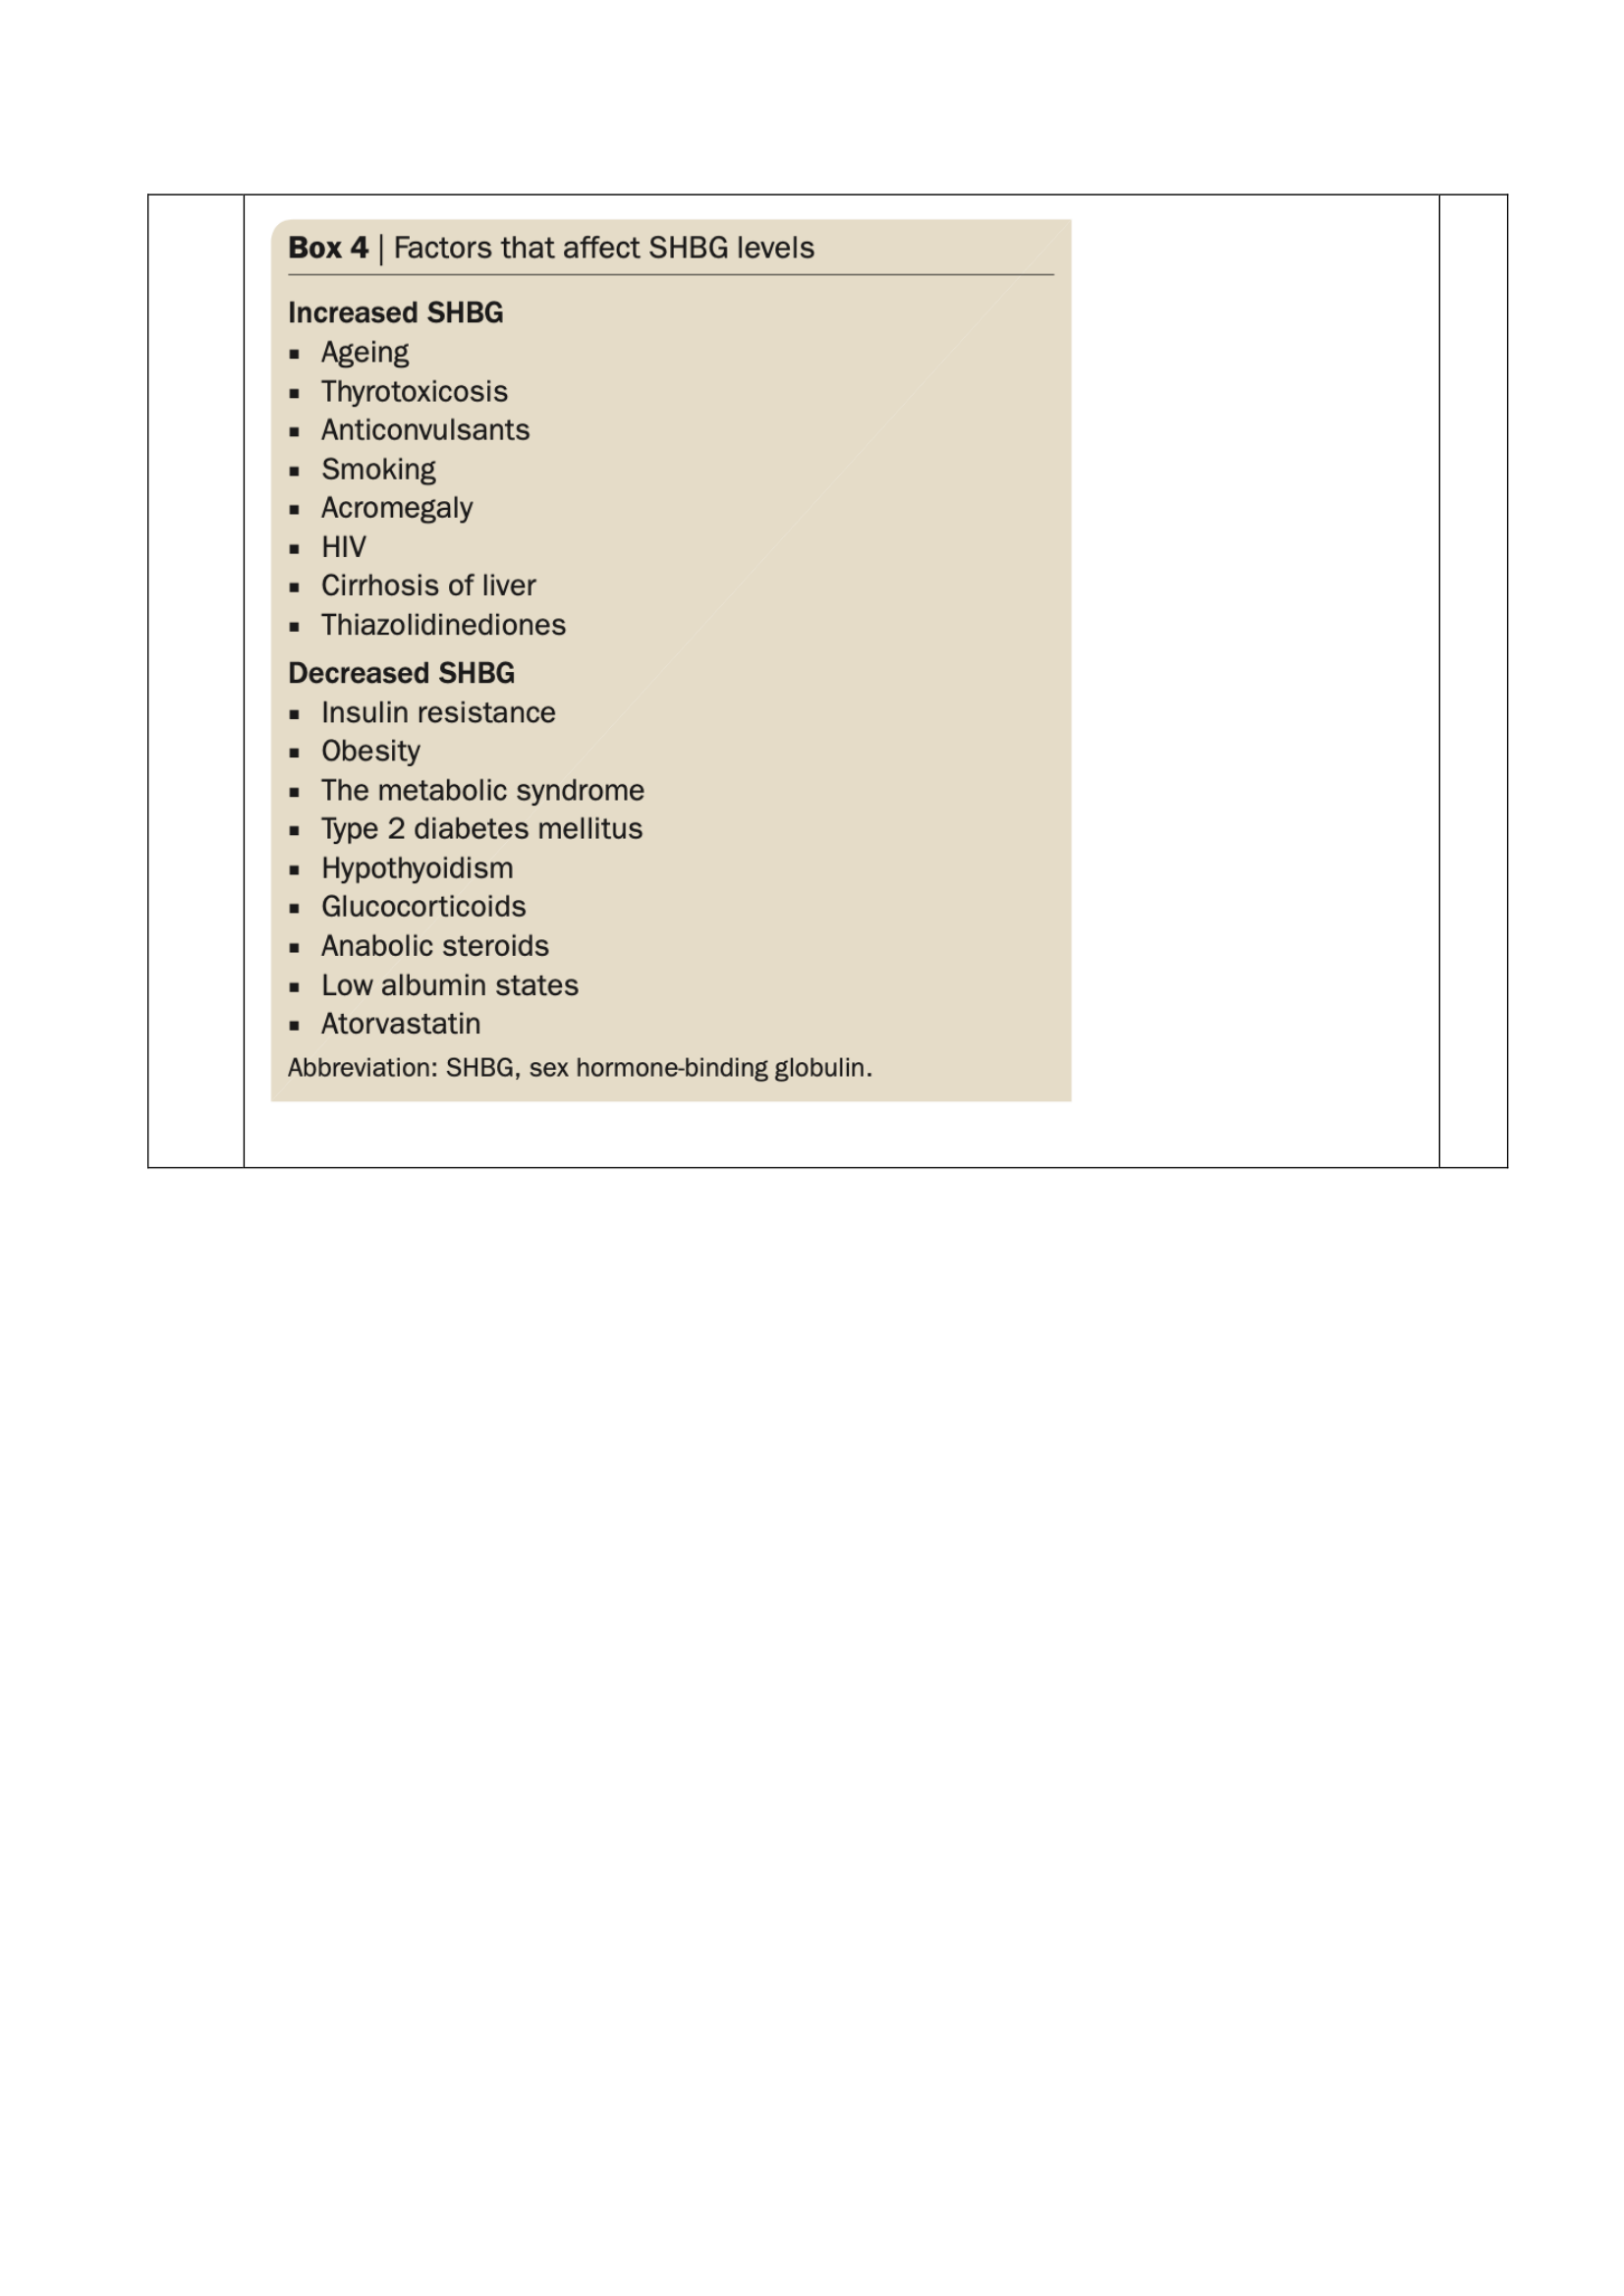 Box 4 | Factors that affect SHBG levels
Increased SHBG
▪ Ageing
▪ Thyrotoxicosis
▪ Anticonvulsants
▪ Smoking
▪ Acromegaly
▪ HIV
▪ Cirrhosis of liver
▪ Thiazolidinediones
Decreased SHBG
▪ Insulin resistance
▪ Obesity
▪ The metabolic syndrome
▪ Type 2 diabetes mellitus
▪ Hypothyoidism
▪ Glucocorticoids
▪ Anabolic steroids
▪ Low albumin states
▪ Atorvastatin
Abbreviation: SHBG, sex hormone-binding globulin.